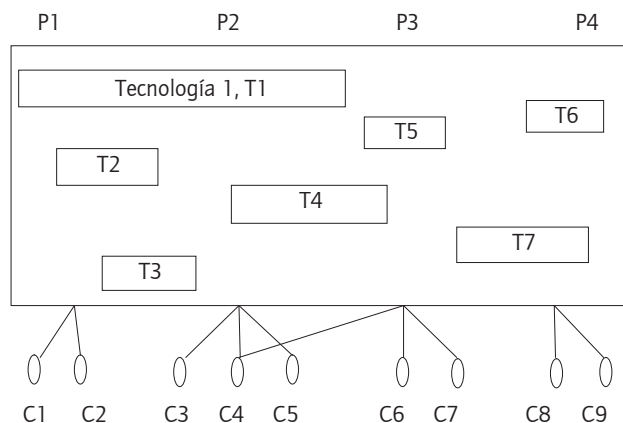 P1 P2 P3 P4
Tecnología 1, T1
T6
T5
T2
T4
T7
T3
C1 C2 C3 C4 C5 C6 C7 C8 C9